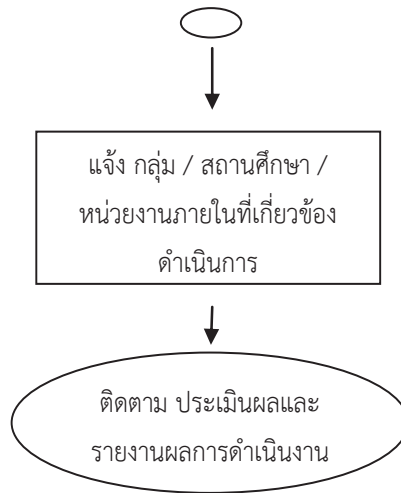 แจ้ง กลุ่ม / สถานศึกษา /
หน่วยงานภายในที่เกี่ยวข้อง
ดำเนินการ
ติดตาม ประเมินผลและ
รายงานผลการดำเนินงาน